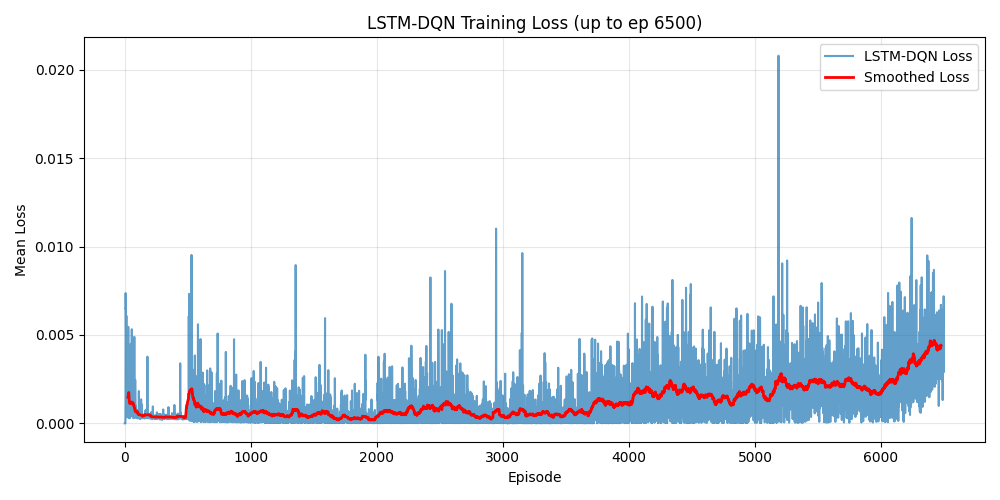 LSTM-DQN Training Loss (up to ep 6500)
LSTM-DQN Loss
Smoothed Loss
Mean Loss
0.020
0.015
0.010
0.005
0.000
0 1000 2000 3000 4000 5000 6000
Episode